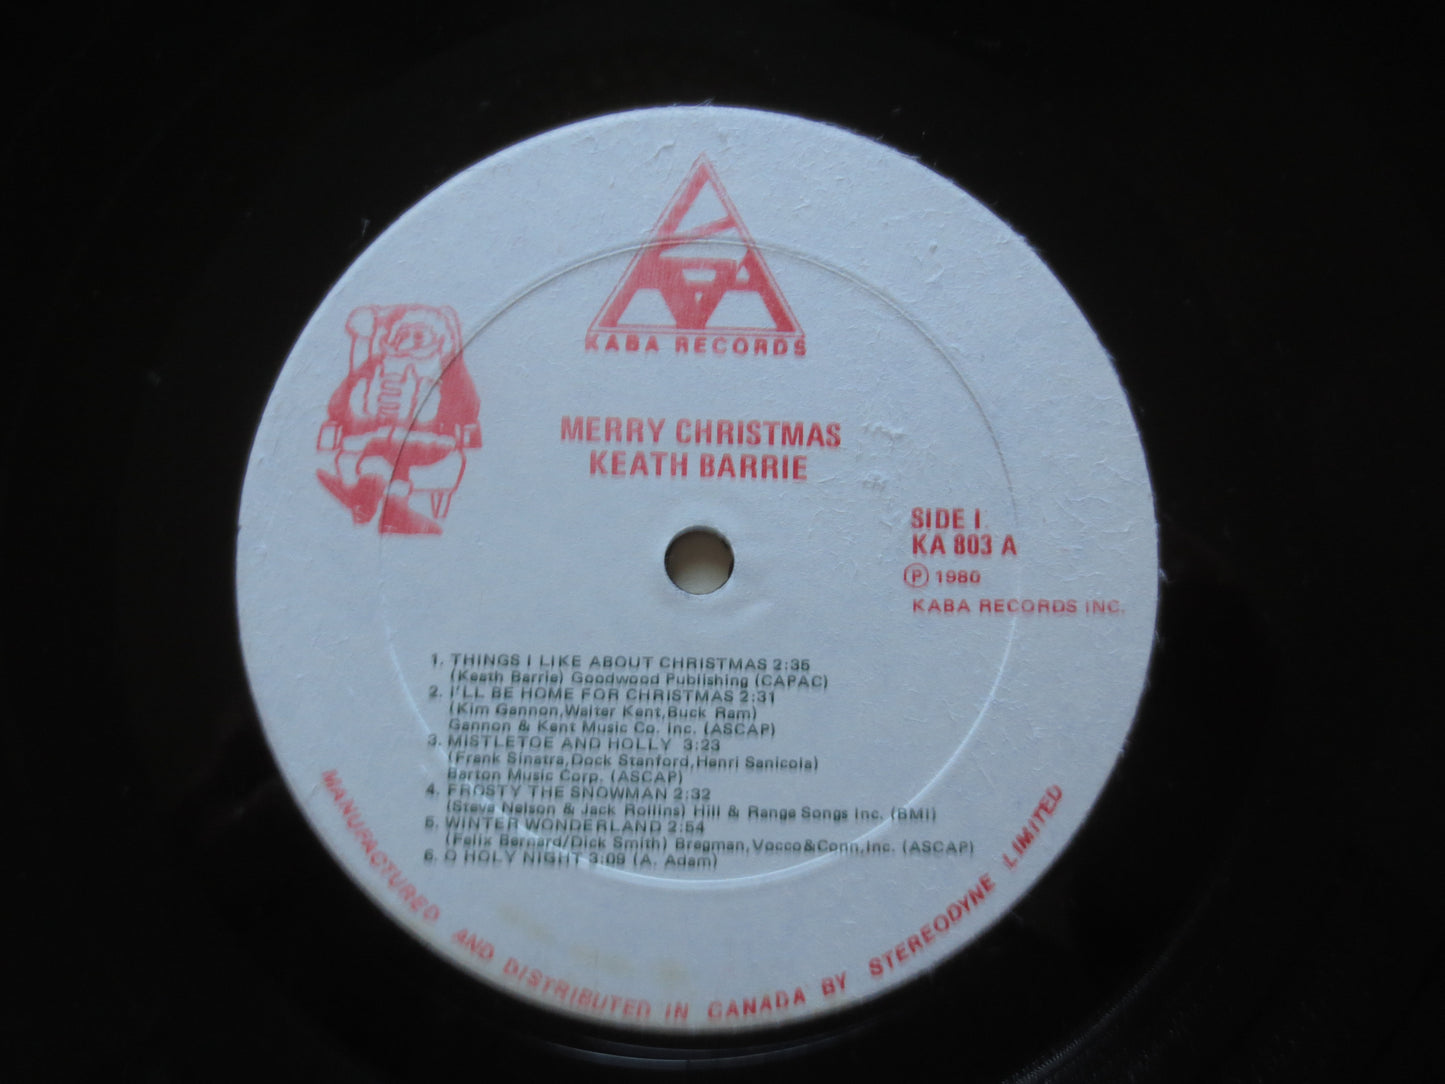 KABA RECORDS
MERRY CHRISTMAS
KEATH BARRIE
SIDE I.
KA 803 A
Ⓟ 1980
KABA RECORDS INC.
1. THINGS I LIKE ABOUT CHRISTMAS 2:35
(Keath Barrie) Goodwood Publishing (CAPAC)
2. I'LL BE HOME FOR CHRISTMAS 2:31
(Kim Gannon,Walter Kent,Buck Ram)
Gannon & Kent Music Co. Inc. (ASCAP)
3. MISTLETOE AND HOLLY 3:23
(Frank Sinatra,Dock Stanford,Henri Sanicola)
Barton Music Corp. (ASCAP)
4. FROSTY THE SNOWMAN 2:32
(Steve Nelson & Jack Rollins) Hill & Range Songs Inc. (BMI)
5. WINTER WONDERLAND 2:54
(Felix Bernard/Dick Smith) Bregman,Vocco&Conn,Inc. (ASCAP)
6. O HOLY NIGHT 3:09 (A. Adam)
MANUFACTURED AND DISTRIBUTED IN CANADA BY STEREODYNE LIMITED